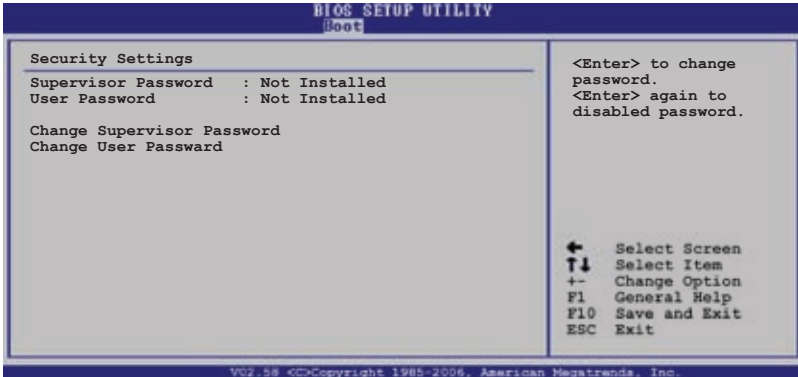 BIOS SETUP UTILITY
Boot
Security Settings
Supervisor Password : Not Installed
User Password : Not Installed
Change Supervisor Password
Change User Passward
<Enter> to change
password.
<Enter> again to
disabled password.
← Select Screen
↑↓ Select Item
+- Change Option
F1 General Help
F10 Save and Exit
ESC Exit
V02.58 <C>Copyright 1985-2006, American Megatrends, Inc.